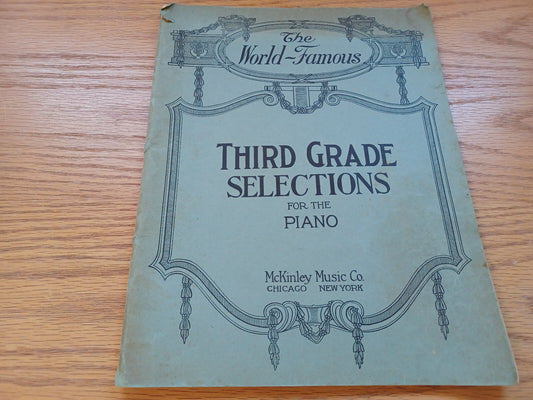 The
World-Famous
THIRD GRADE
SELECTIONS
FOR THE
PIANO
McKinley Music Co.
CHICAGO NEW YORK